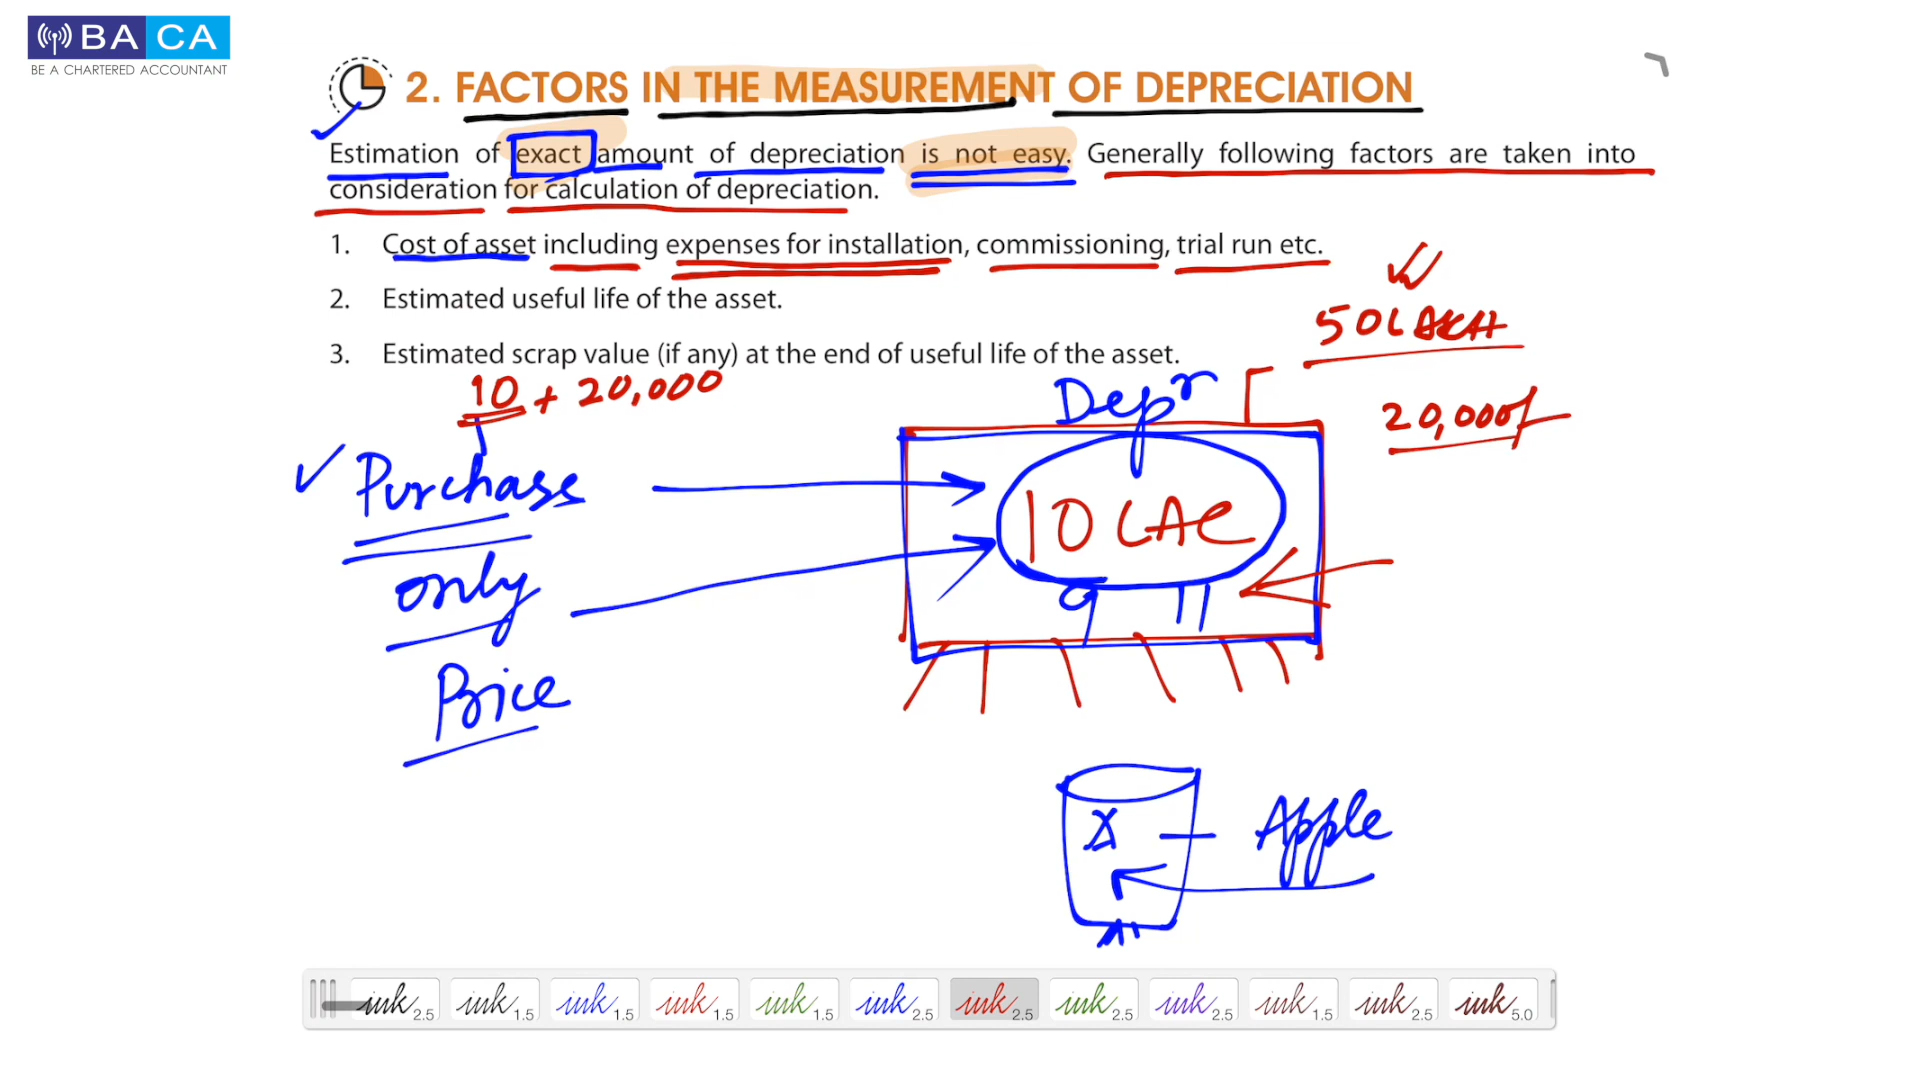 BA CA
BE A CHARTERED ACCOUNTANT
2. FACTORS IN THE MEASUREMENT OF DEPRECIATION
Estimation of exact amount of depreciation is not easy. Generally following factors are taken into
consideration for calculation of depreciation.
1. Cost of asset including expenses for installation, commissioning, trial run etc.
2. Estimated useful life of the asset.
50 LAKH
3. Estimated scrap value (if any) at the end of useful life of the asset.
10 + 20,000
Depr
20,000/-
Purchase
10 LAC
only
Price
Apple
ink 2.5 ink 1.5 ink 1.5 ink 1.5 ink 1.5 ink 2.5 ink 2.5 ink 2.5 ink 2.5 ink 1.5 ink 2.5 ink 5.0